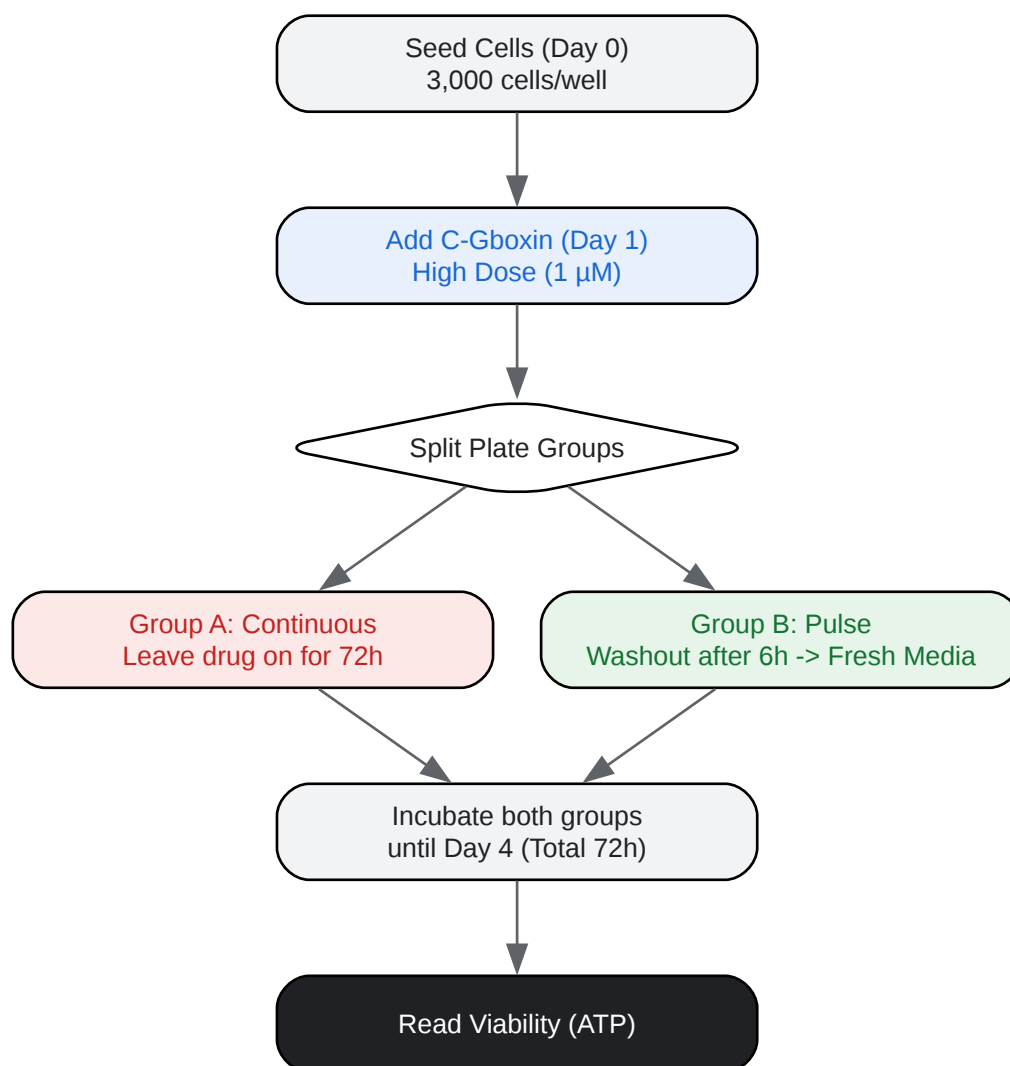 Seed Cells (Day 0)
3,000 cells/well
Add C-Gboxin (Day 1)
High Dose (1 µM)
Split Plate Groups
Group A: Continuous
Leave drug on for 72h
Group B: Pulse
Washout after 6h -> Fresh Media
Incubate both groups
until Day 4 (Total 72h)
Read Viability (ATP)